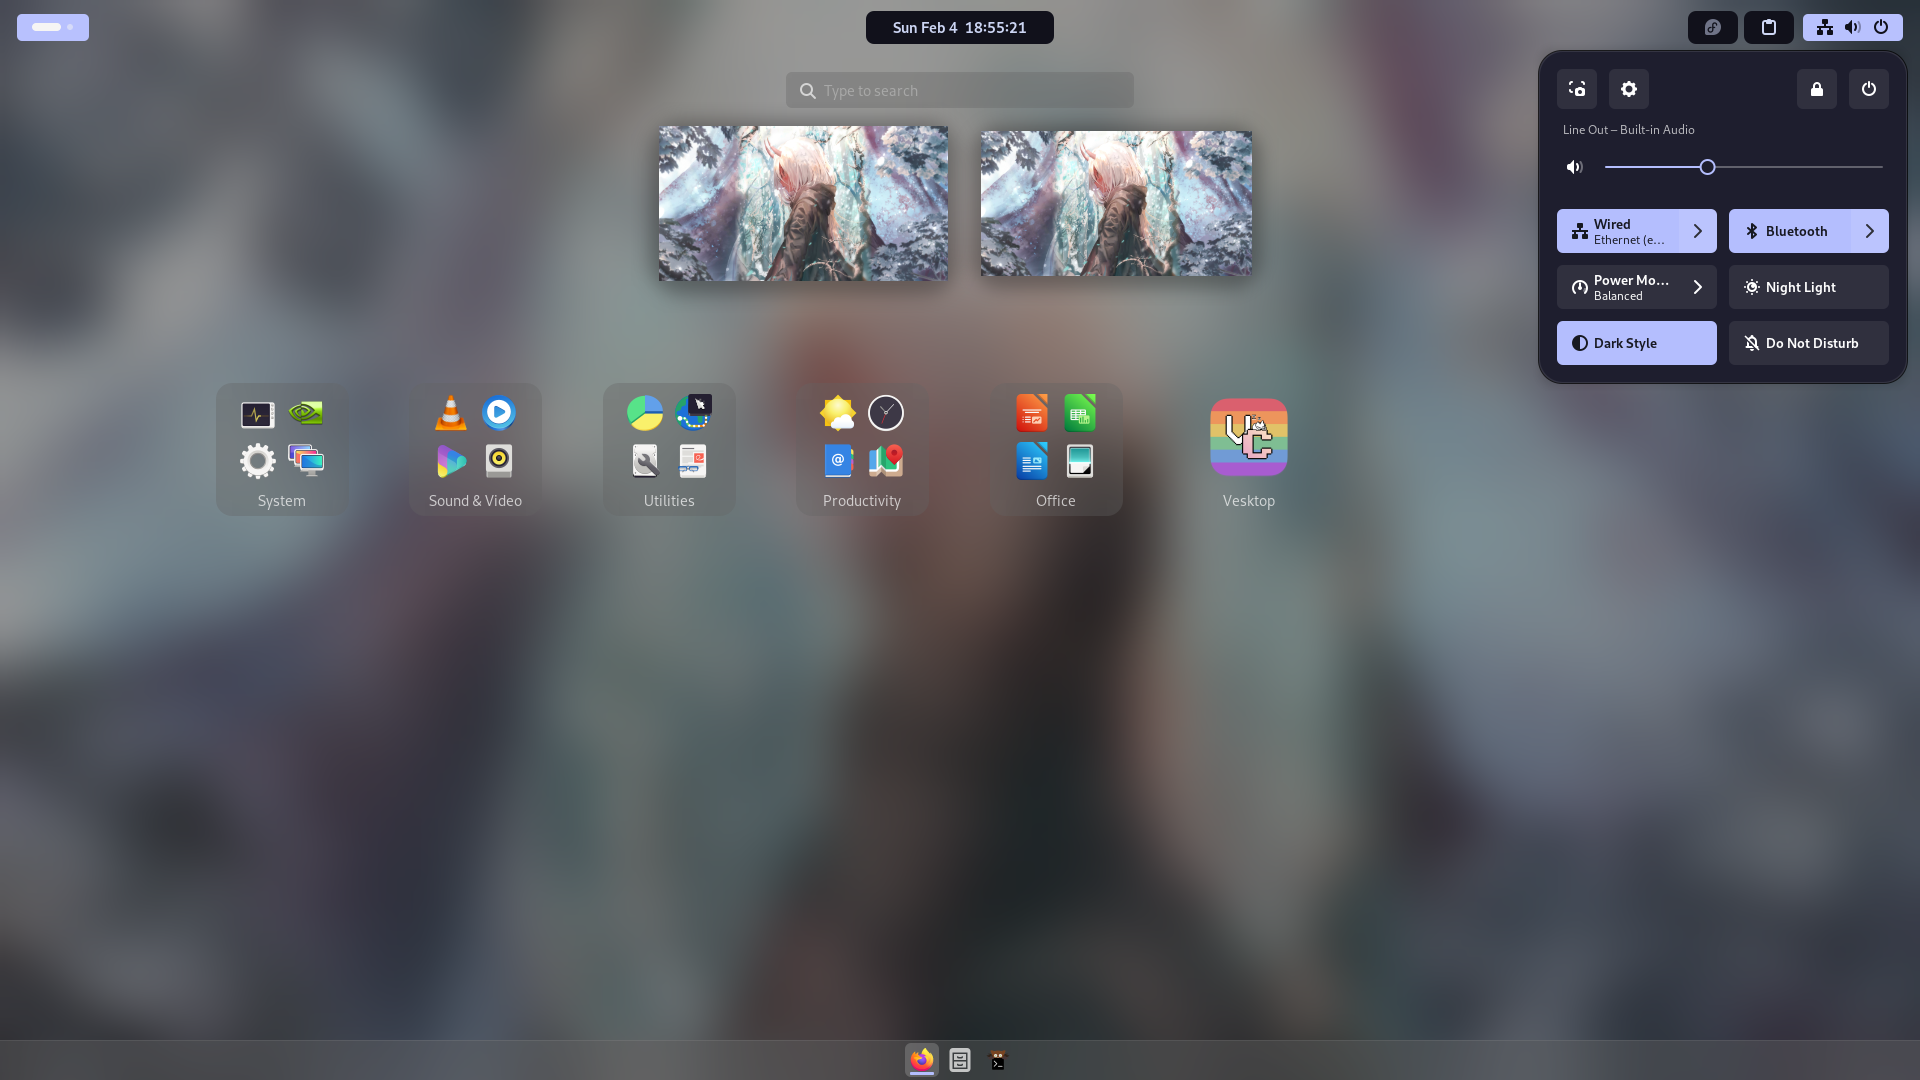 Sun Feb 4 18:55:21
Type to search
Line Out – Built-in Audio
Wired
Ethernet (e…
Bluetooth
Power Mo…
Balanced
Night Light
Dark Style
Do Not Disturb
System
Sound & Video
Utilities
Productivity
Office
Vesktop